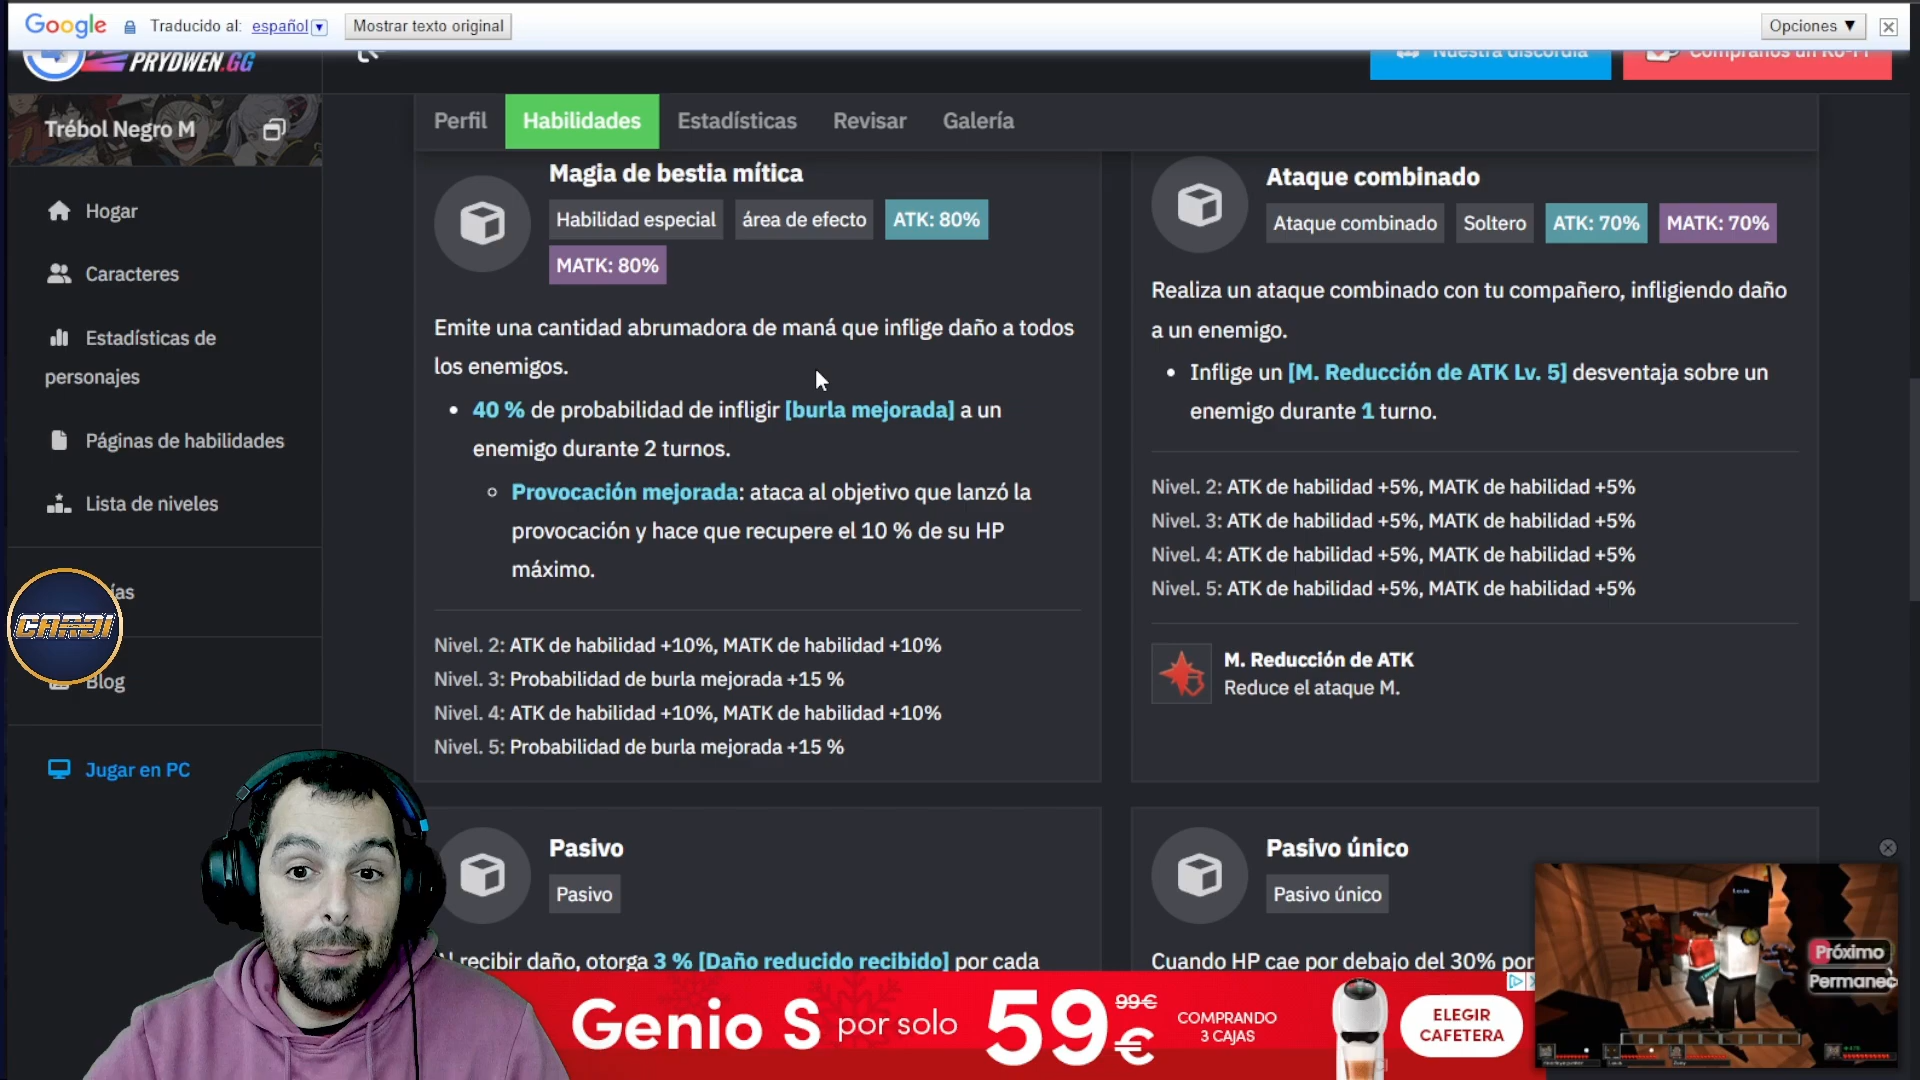 Google Traducido al: español Mostrar texto original Opciones ▼
PRYDWEN.GG
Nuestra discordia
Cómpranos un Ko-Fi
Trébol Negro M
Hogar
Caracteres
Estadísticas de
personajes
Páginas de habilidades
Lista de niveles
ías
CARDI
Blog
Jugar en PC
Perfil Habilidades Estadísticas Revisar Galería
Magia de bestia mítica
Habilidad especial área de efecto ATK: 80%
MATK: 80%
Emite una cantidad abrumadora de maná que inflige daño a todos
los enemigos.
• 40 % de probabilidad de infligir [burla mejorada] a un
enemigo durante 2 turnos.
Provocación mejorada: ataca al objetivo que lanzó la
provocación y hace que recupere el 10 % de su HP
máximo.
Nivel. 2: ATK de habilidad +10%, MATK de habilidad +10%
Nivel. 3: Probabilidad de burla mejorada +15 %
Nivel. 4: ATK de habilidad +10%, MATK de habilidad +10%
Nivel. 5: Probabilidad de burla mejorada +15 %
Ataque combinado
Ataque combinado Soltero ATK: 70% MATK: 70%
Realiza un ataque combinado con tu compañero, infligiendo daño
a un enemigo.
• Inflige un [M. Reducción de ATK Lv. 5] desventaja sobre un
enemigo durante 1 turno.
Nivel. 2: ATK de habilidad +5%, MATK de habilidad +5%
Nivel. 3: ATK de habilidad +5%, MATK de habilidad +5%
Nivel. 4: ATK de habilidad +5%, MATK de habilidad +5%
Nivel. 5: ATK de habilidad +5%, MATK de habilidad +5%
M. Reducción de ATK
Reduce el ataque M.
Pasivo
Pasivo
Al recibir daño, otorga 3 % [Daño reducido recibido] por cada
Pasivo único
Pasivo único
Cuando HP cae por debajo del 30% por
Próximo
Permanec
Genio S por solo 59€ 99€
COMPRANDO
3 CAJAS
ELEGIR
CAFETERA